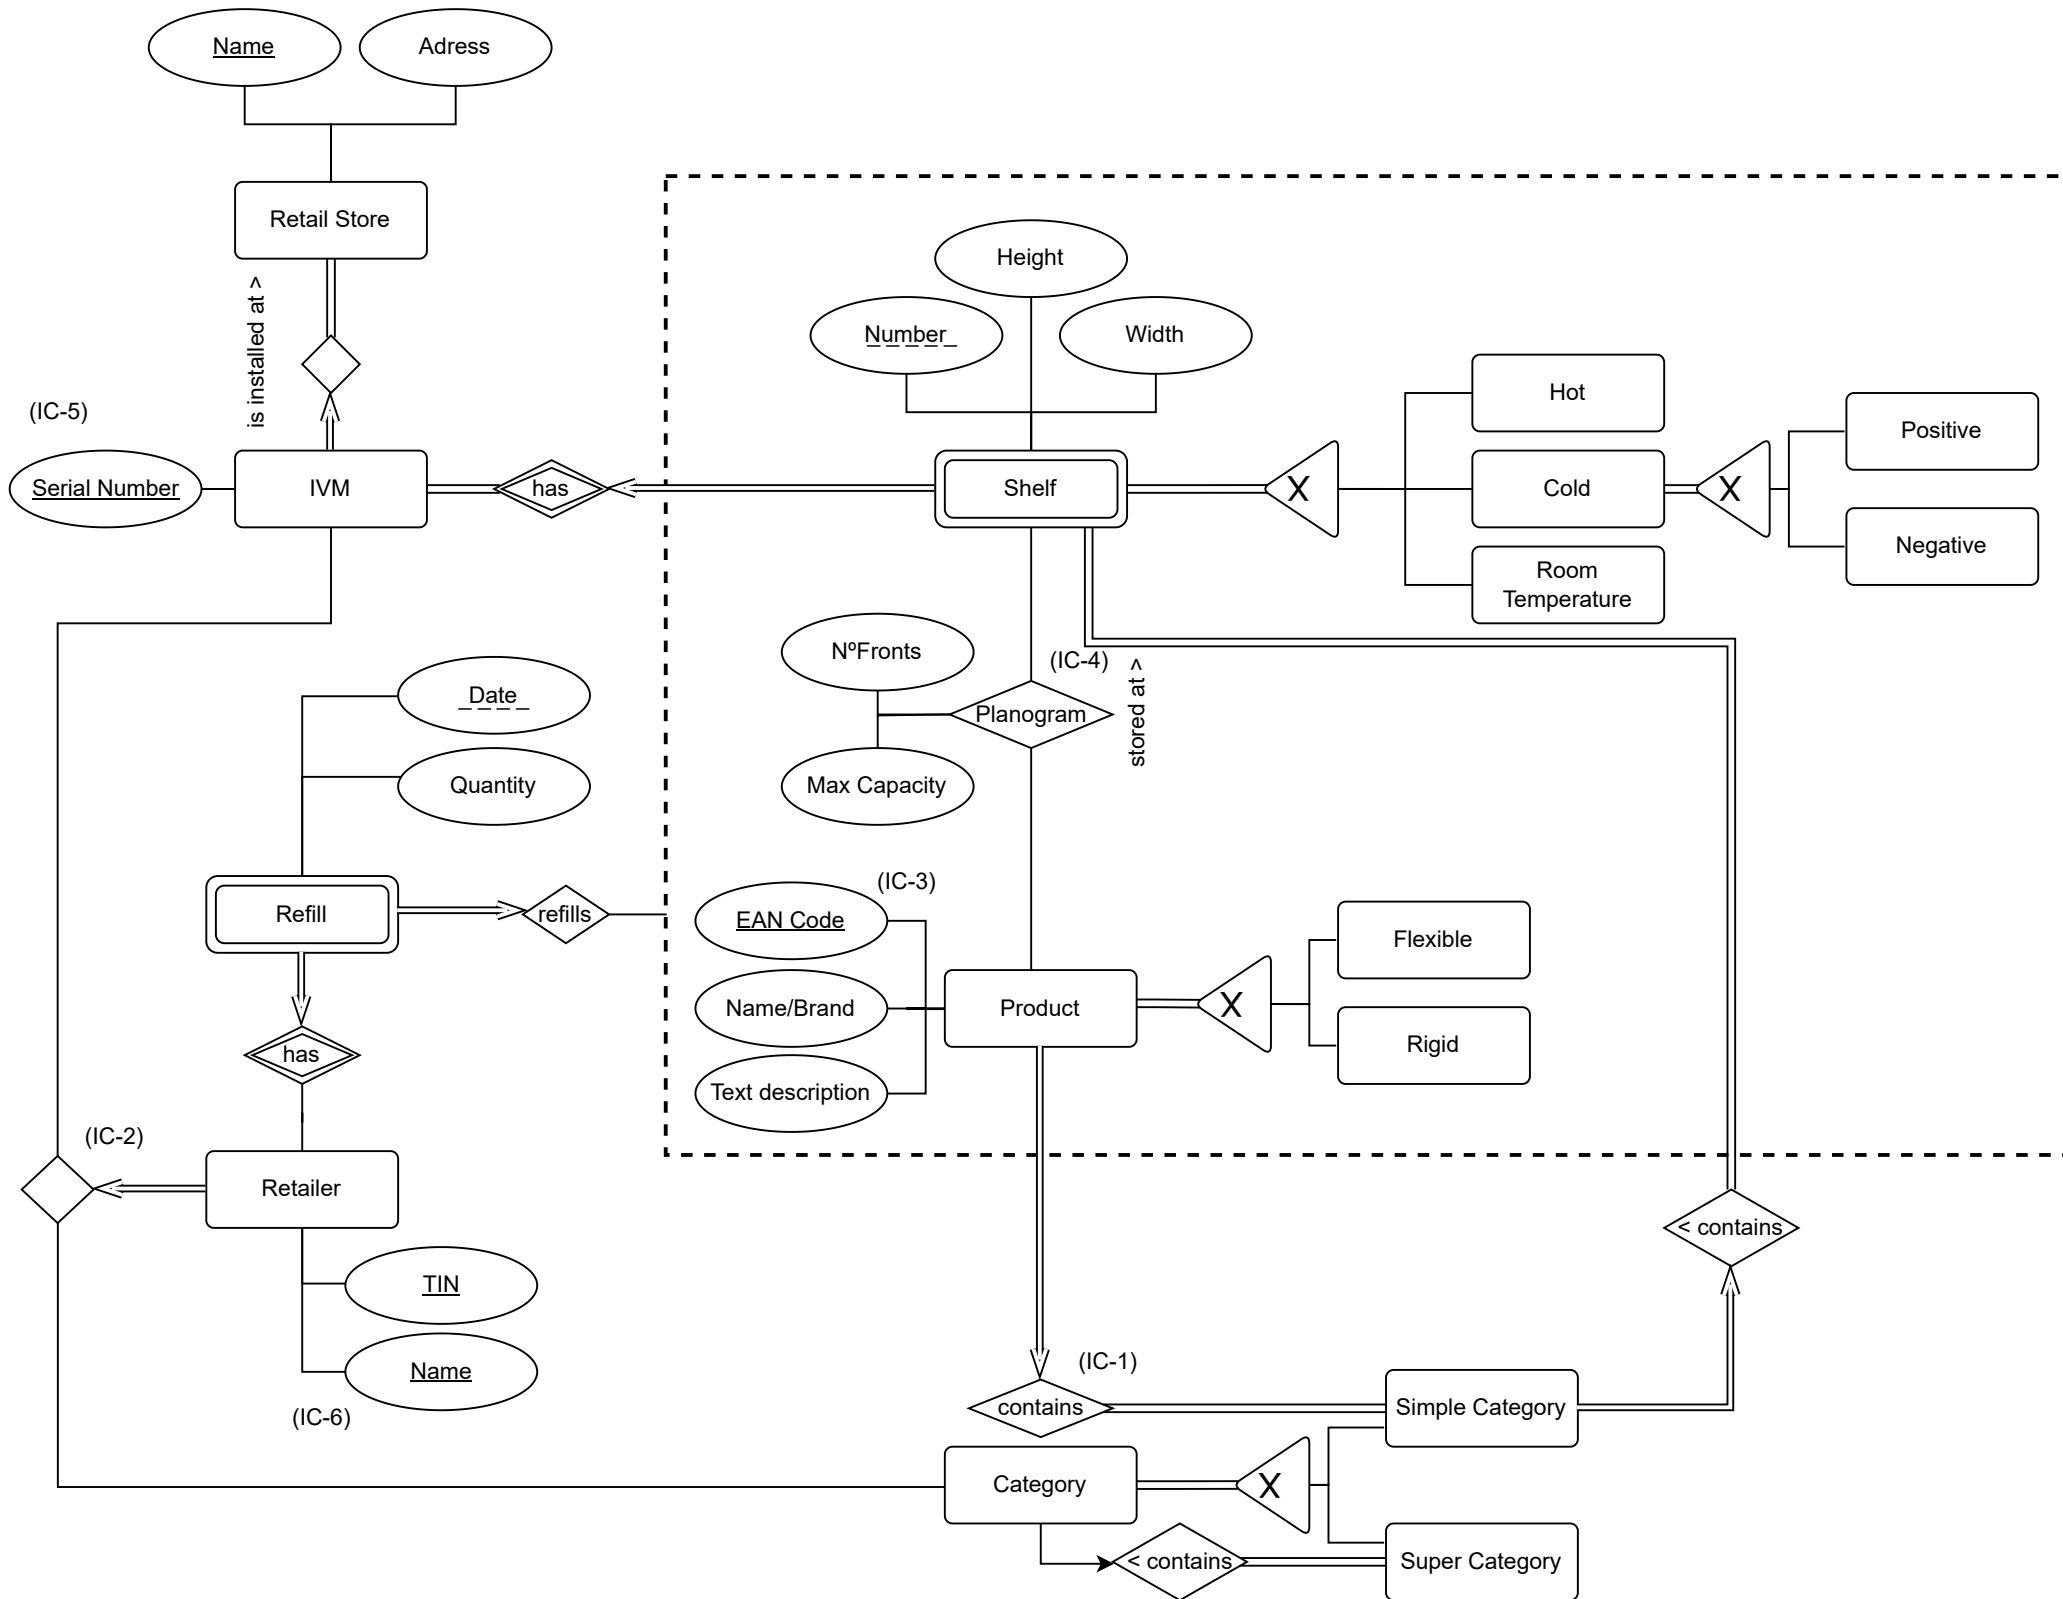 Name
Adress
Retail Store
is installed at >
Height
Number
Width
Hot
Positive
(IC-5)
Serial Number
IVM
has
Shelf
X
Cold
X
Negative
Room
Temperature
NºFronts
(IC-4)
stored at >
Date
Planogram
Quantity
Max Capacity
(IC-3)
Refill
refills
EAN Code
Flexible
Name/Brand
Product
X
Rigid
has
Text description
(IC-2)
Retailer
< contains
TIN
Name
(IC-1)
(IC-6)
contains
Simple Category
Category
X
< contains
Super Category